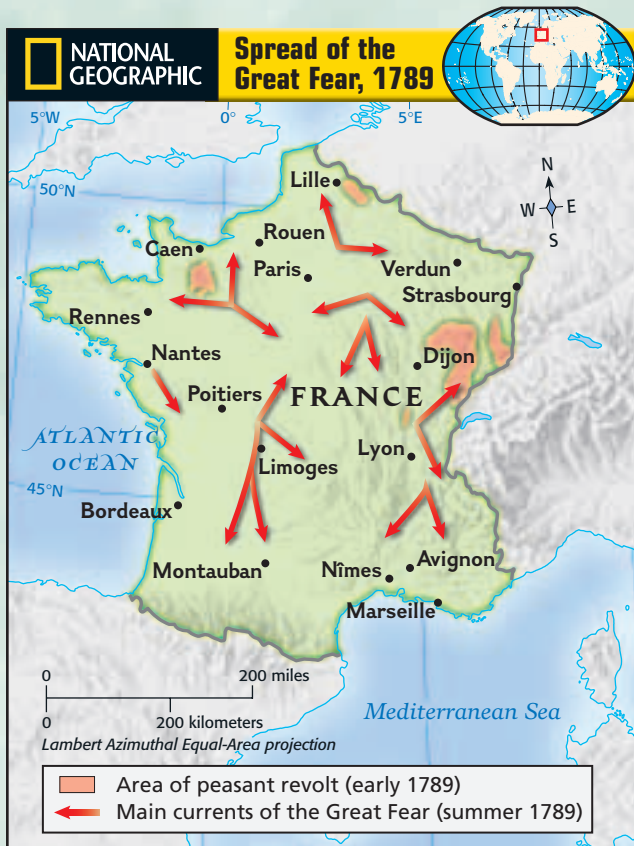 NATIONAL
GEOGRAPHIC
Spread of the
Great Fear, 1789
5°W
0°
5°E
50°N
N
W
E
S
Lille
Rouen
Caen
Paris
Verdun
Strasbourg
Rennes
Nantes
Dijon
Poitiers
FRANCE
ATLANTIC
OCEAN
Limoges
Lyon
45°N
Bordeaux
Montauban
Nîmes
Avignon
Marseille
0
200 miles
0
200 kilometers
Mediterranean Sea
Lambert Azimuthal Equal-Area projection
Area of peasant revolt (early 1789)
Main currents of the Great Fear (summer 1789)